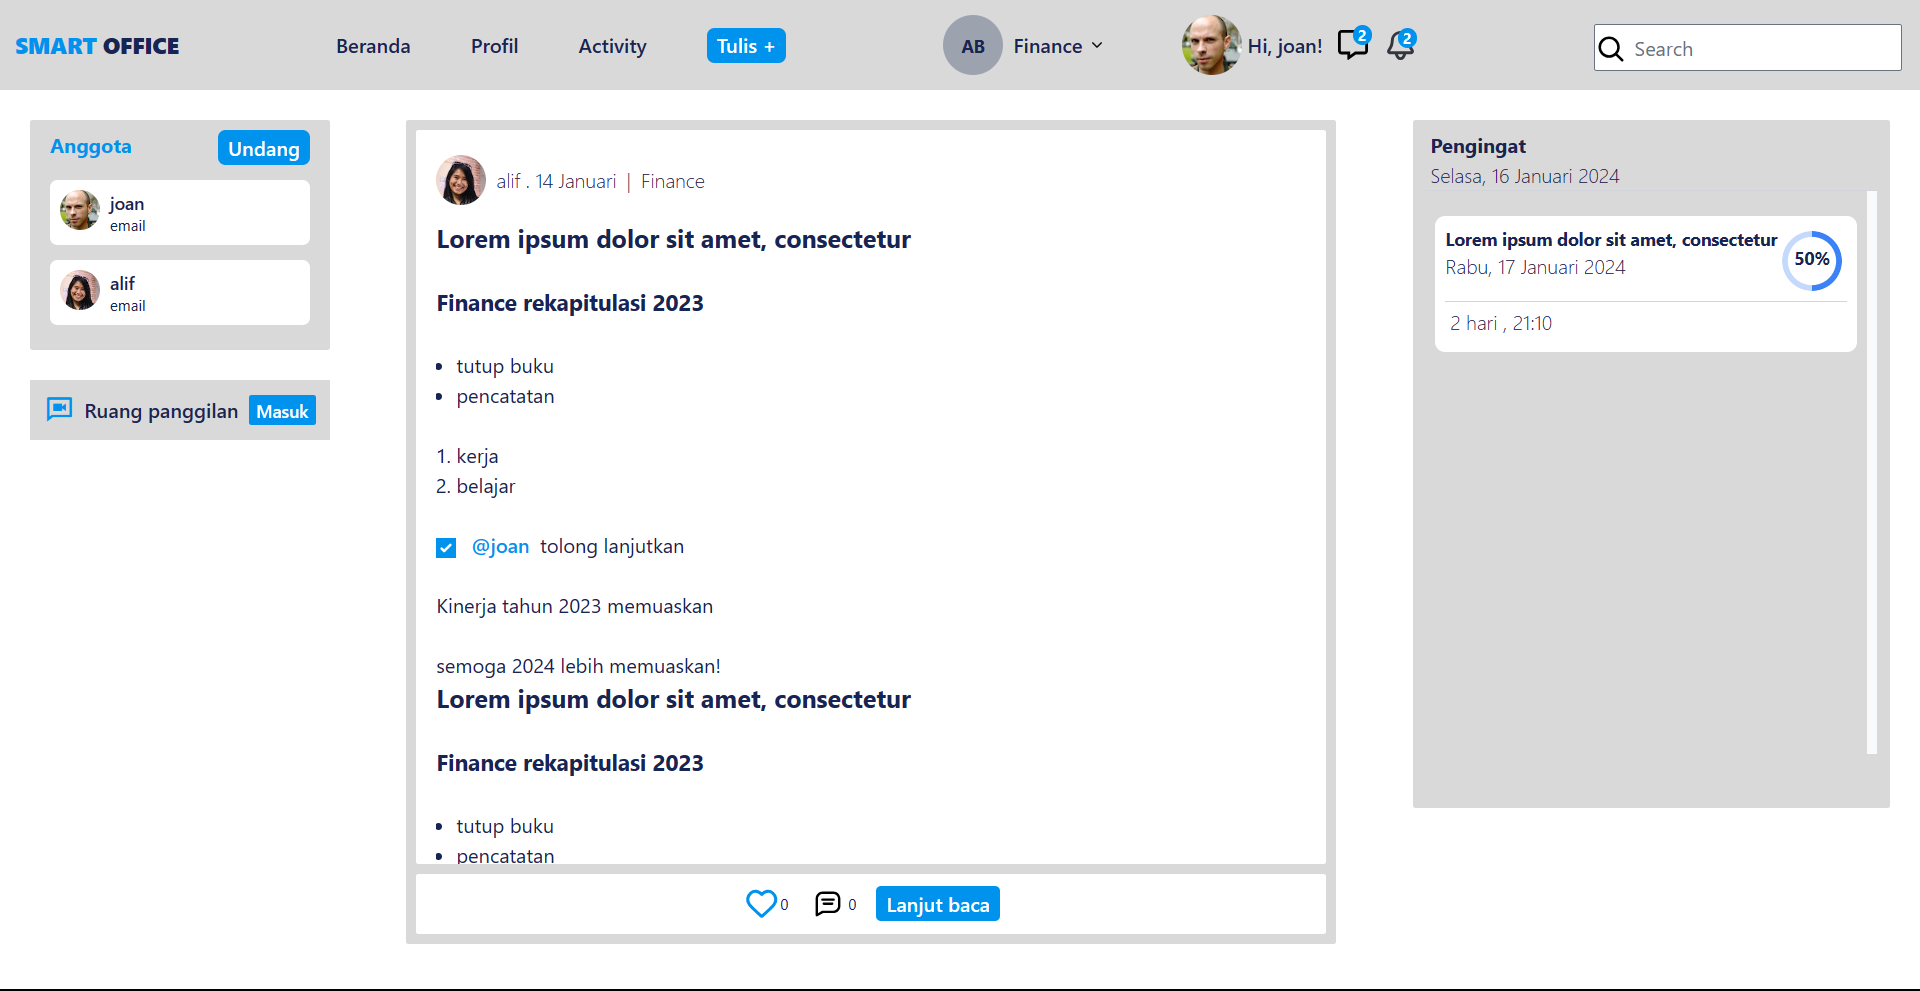 SMART OFFICE
Beranda
Profil
Activity
Tulis +
AB
Finance
Hi, joan!
2
2
Search
Anggota
Undang
joan
email
alif
email
Ruang panggilan
Masuk
alif . 14 Januari | Finance
Lorem ipsum dolor sit amet, consectetur
Finance rekapitulasi 2023
• tutup buku
• pencatatan
1. kerja
2. belajar
@joan tolong lanjutkan
Kinerja tahun 2023 memuaskan
semoga 2024 lebih memuaskan!
Lorem ipsum dolor sit amet, consectetur
Finance rekapitulasi 2023
• tutup buku
• pencatatan
0
0
Lanjut baca
Pengingat
Selasa, 16 Januari 2024
Lorem ipsum dolor sit amet, consectetur
Rabu, 17 Januari 2024
50%
2 hari , 21:10